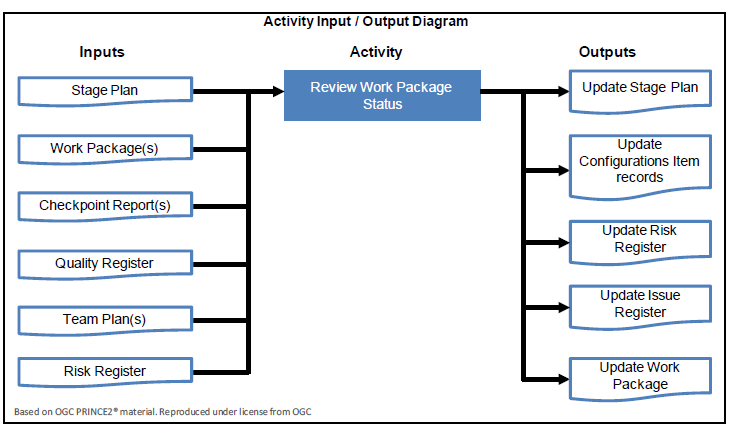 Activity Input / Output Diagram
Inputs
Activity
Outputs
Stage Plan
Work Package(s)
Checkpoint Report(s)
Quality Register
Team Plan(s)
Risk Register
Review Work Package
Status
Update Stage Plan
Update
Configurations Item
records
Update Risk
Register
Update Issue
Register
Update Work
Package
Based on OGC PRINCE2® material. Reproduced under license from OGC